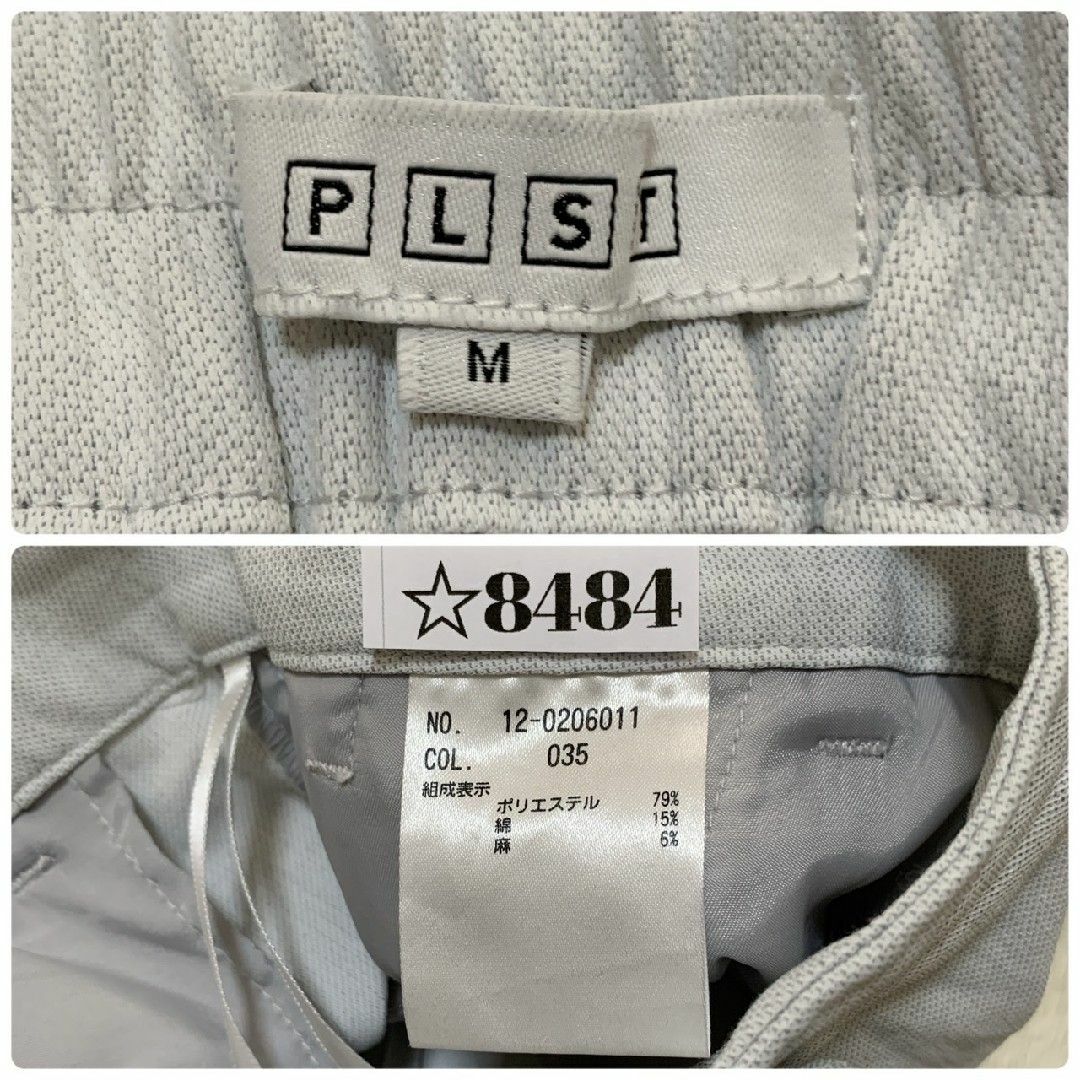 PLST
M
☆8484
NO. 12-0206011
COL. 035
組成表示
ポリエステル 79%
綿 15%
麻 6%